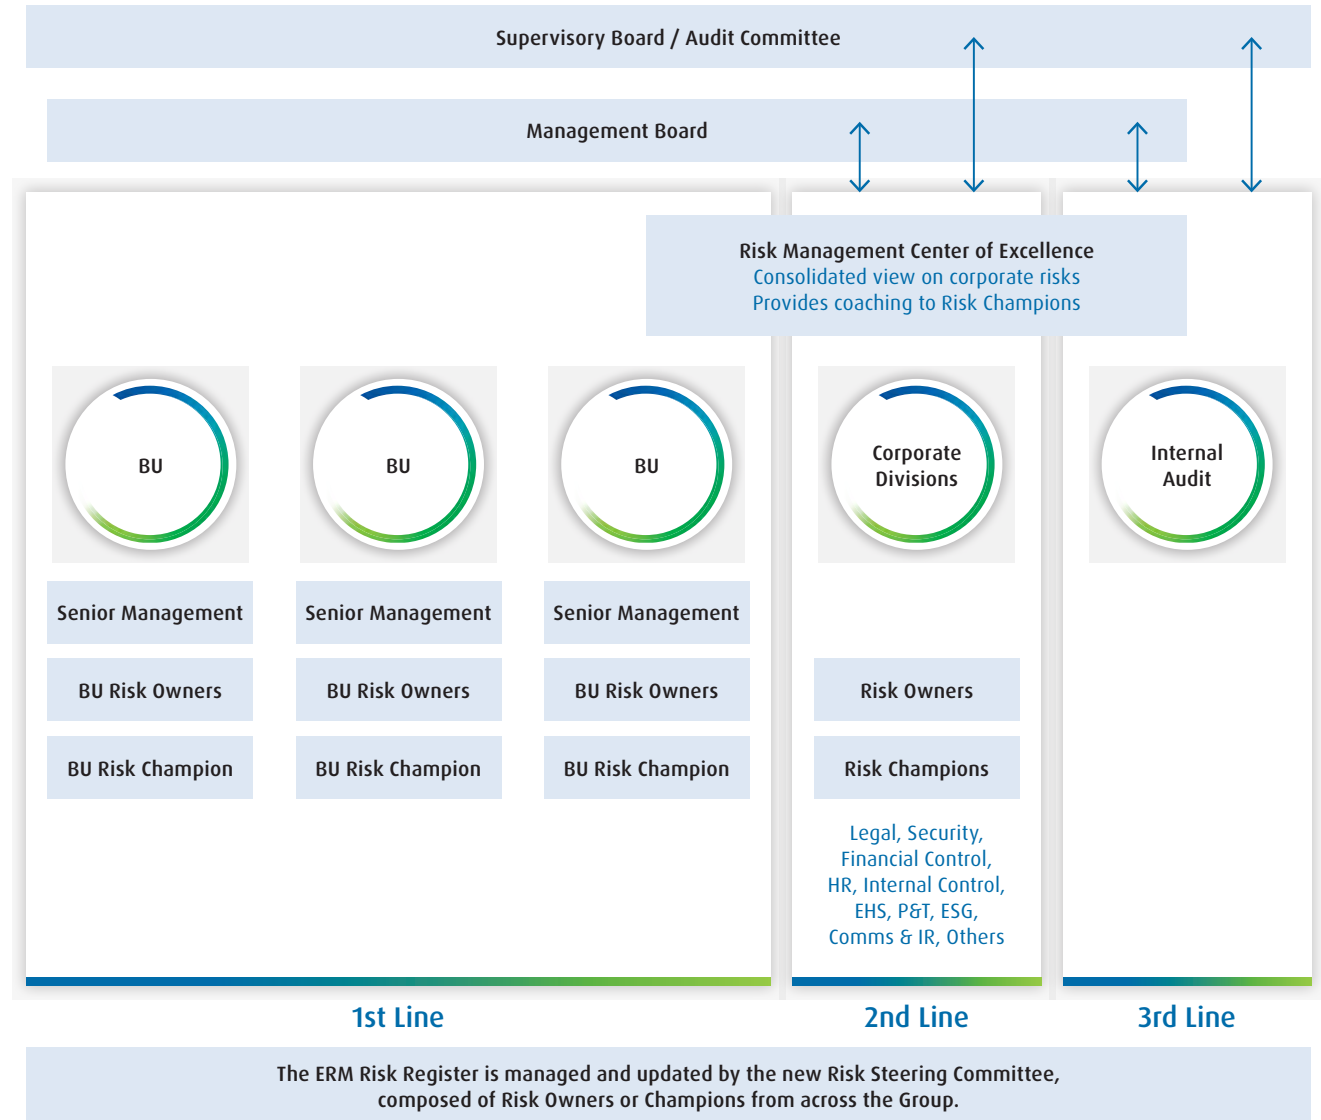 Supervisory Board / Audit Committee
Management Board
Risk Management Center of Excellence
Consolidated view on corporate risks
Provides coaching to Risk Champions
BU
BU
BU
Corporate
Divisions
Internal
Audit
Senior Management
Senior Management
Senior Management
BU Risk Owners
BU Risk Owners
BU Risk Owners
Risk Owners
BU Risk Champion
BU Risk Champion
BU Risk Champion
Risk Champions
Legal, Security,
Financial Control,
HR, Internal Control,
EHS, P&T, ESG,
Comms & IR, Others
1st Line
2nd Line
3rd Line
The ERM Risk Register is managed and updated by the new Risk Steering Committee,
composed of Risk Owners or Champions from across the Group.